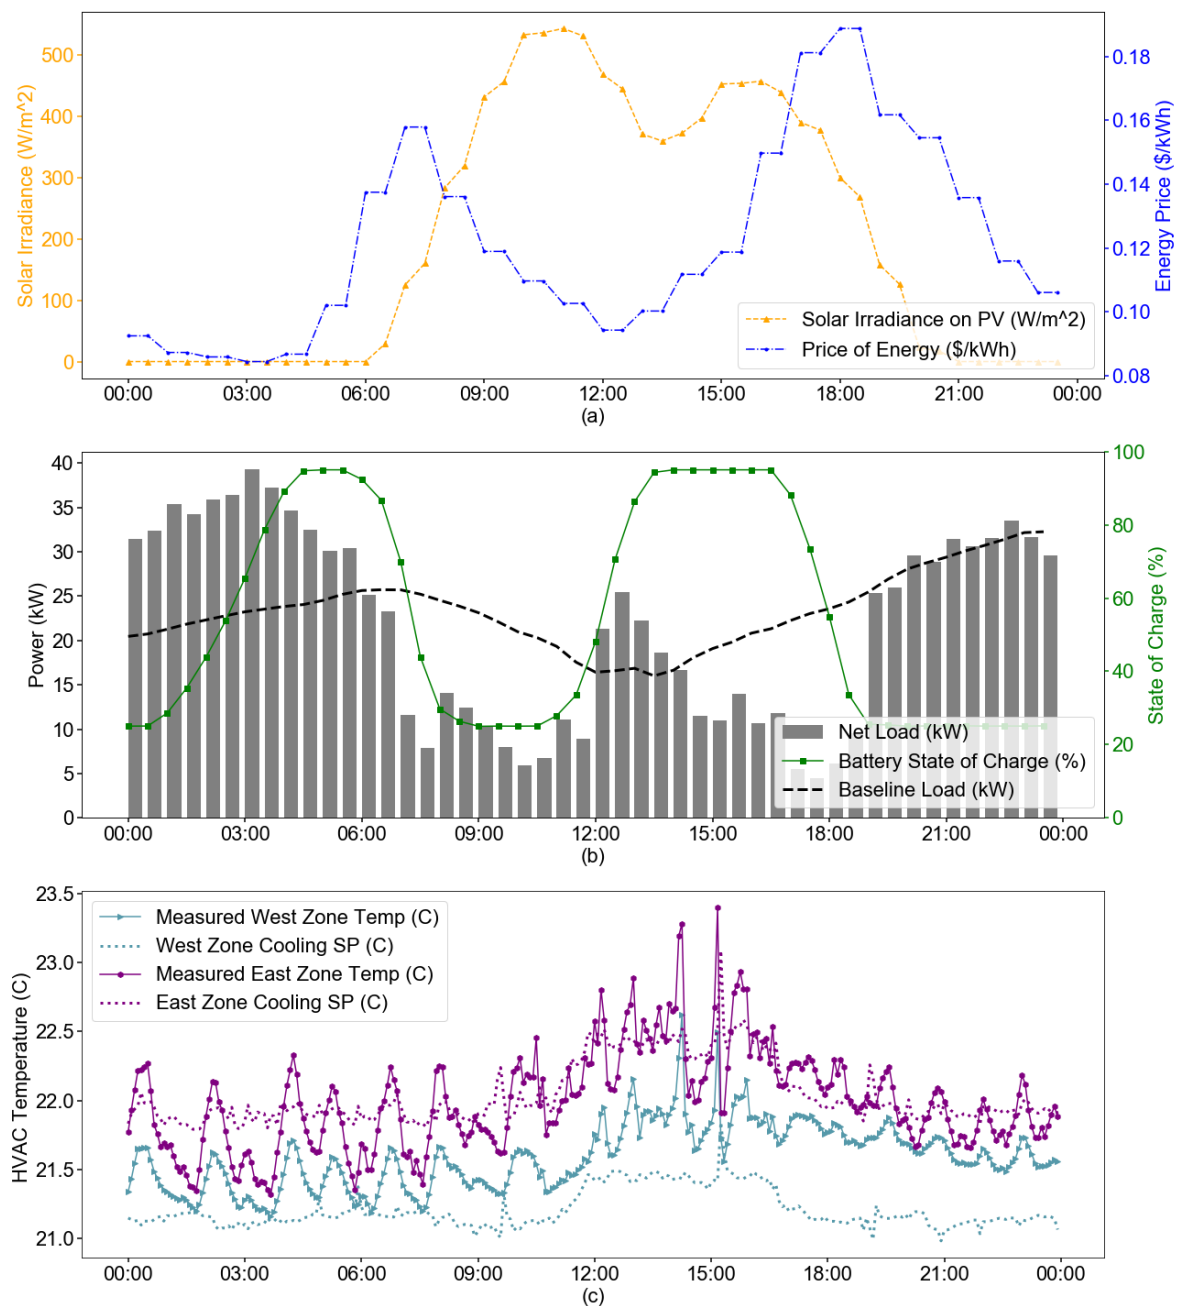 500
400
300
200
100
0
Solar Irradiance (W/m^2)
0.18
0.16
0.14
0.12
0.10
0.08
Energy Price ($/kWh)
Solar Irradiance on PV (W/m^2)
Price of Energy ($/kWh)
00:00 03:00 06:00 09:00 12:00 15:00 18:00 21:00 00:00
(a)
40
35
30
25
20
15
10
5
0
Power (kW)
100
80
60
40
20
0
State of Charge (%)
Net Load (kW)
Battery State of Charge (%)
Baseline Load (kW)
00:00 03:00 06:00 09:00 12:00 15:00 18:00 21:00 00:00
(b)
23.5
23.0
22.5
22.0
21.5
21.0
HVAC Temperature (C)
Measured West Zone Temp (C)
West Zone Cooling SP (C)
Measured East Zone Temp (C)
East Zone Cooling SP (C)
00:00 03:00 06:00 09:00 12:00 15:00 18:00 21:00 00:00
(c)